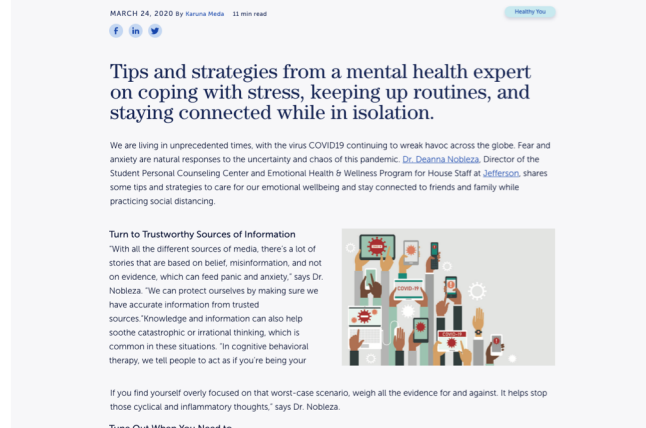 MARCH 24, 2020 By Karuna Meda 11 min read
Healthy You
f in
Tips and strategies from a mental health expert
on coping with stress, keeping up routines, and
staying connected while in isolation.
We are living in unprecedented times, with the virus COVID19 continuing to wreak havoc across the globe. Fear and
anxiety are natural responses to the uncertainty and chaos of this pandemic. Dr. Deanna Nobleza, Director of the
Student Personal Counseling Center and Emotional Health & Wellness Program for House Staff at Jefferson, shares
some tips and strategies to care for our emotional wellbeing and stay connected to friends and family while
practicing social distancing.
Turn to Trustworthy Sources of Information
"With all the different sources of media, there's a lot of
stories that are based on belief, misinformation, and not
on evidence, which can feed panic and anxiety," says Dr.
Nobleza. "We can protect ourselves by making sure we
have accurate information from trusted
sources."Knowledge and information can also help
soothe catastrophic or irrational thinking, which is
common in these situations. "In cognitive behavioral
therapy, we tell people to act as if you're being your
COVID-19
COVID-19
If you find yourself overly focused on that worst-case scenario, weigh all the evidence for and against. It helps stop
those cyclical and inflammatory thoughts," says Dr. Nobleza.
Tune Out When You Need to